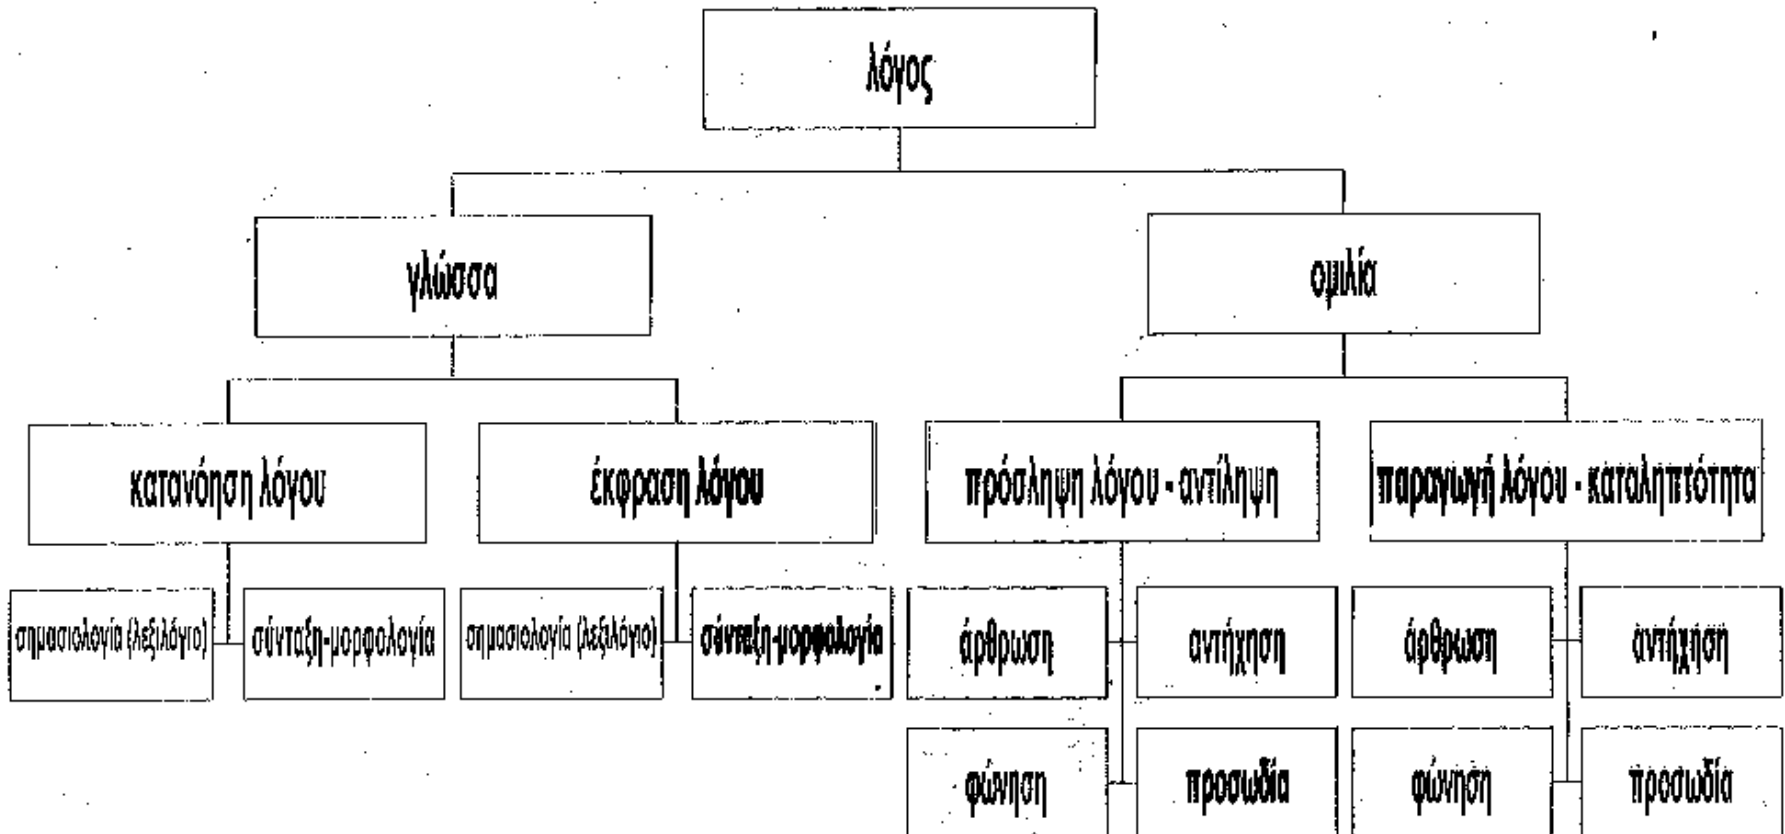 λόγος
γλώσσα
ομιλία
κατανόηση λόγου
έκφραση λόγου
πρόσληψη λόγου - αντίληψη
παραγωγή λόγου - καταληπτότητα
σημασιολογία (λεξιλόγιο)
σύνταξη-μορφολογία
σημασιολογία (λεξιλόγιο)
σύνταξη-μορφολογία
άρθρωση
αντήχηση
άρθρωση
αντήχηση
φώνηση
προσωδία
φώνηση
προσωδία